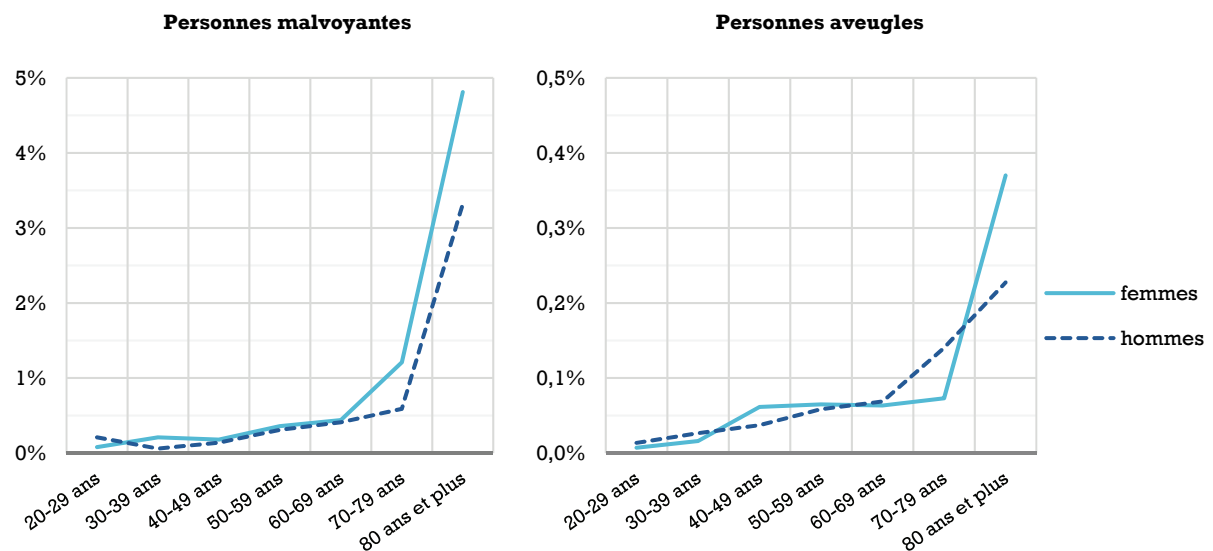 Personnes malvoyantes
5%
4%
3%
2%
1%
0%
20-29 ans
30-39 ans
40-49 ans
50-59 ans
60-69 ans
70-79 ans
80 ans et plus
Personnes aveugles
0,5%
0,4%
0,3%
0,2%
0,1%
0,0%
20-29 ans
30-39 ans
40-49 ans
50-59 ans
60-69 ans
70-79 ans
80 ans et plus
femmes
hommes